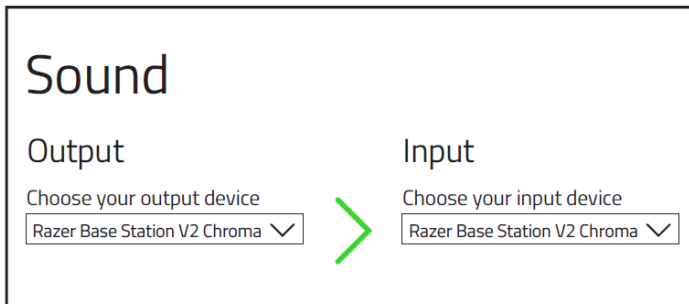 Sound
Output
Choose your output device
Razer Base Station V2 Chroma
Input
Choose your input device
Razer Base Station V2 Chroma